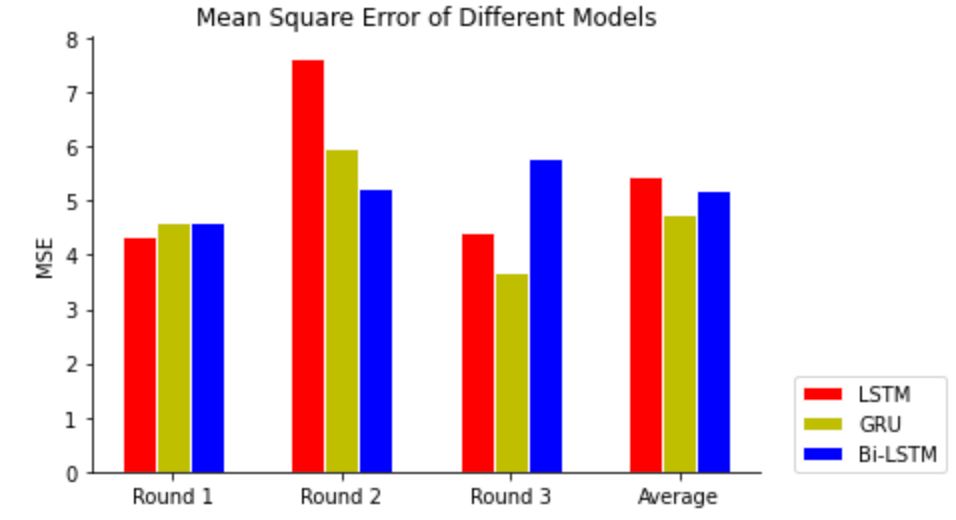 Mean Square Error of Different Models
8
7
6
5
4
3
2
1
0
MSE
Round 1
Round 2
Round 3
Average
LSTM
GRU
Bi-LSTM